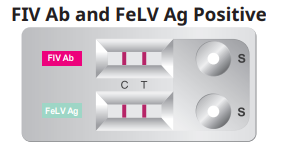 FIV Ab and FeLV Ag Positive
FIV Ab S
C T
FeLV Ag S